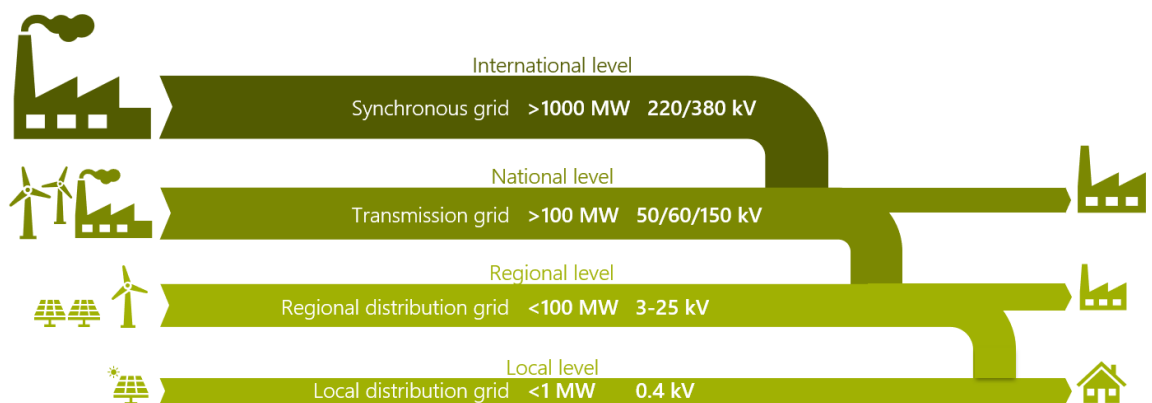 International level
Synchronous grid >1000 MW 220/380 kV
National level
Transmission grid >100 MW 50/60/150 kV
Regional level
Regional distribution grid <100 MW 3-25 kV
Local level
Local distribution grid <1 MW 0.4 kV